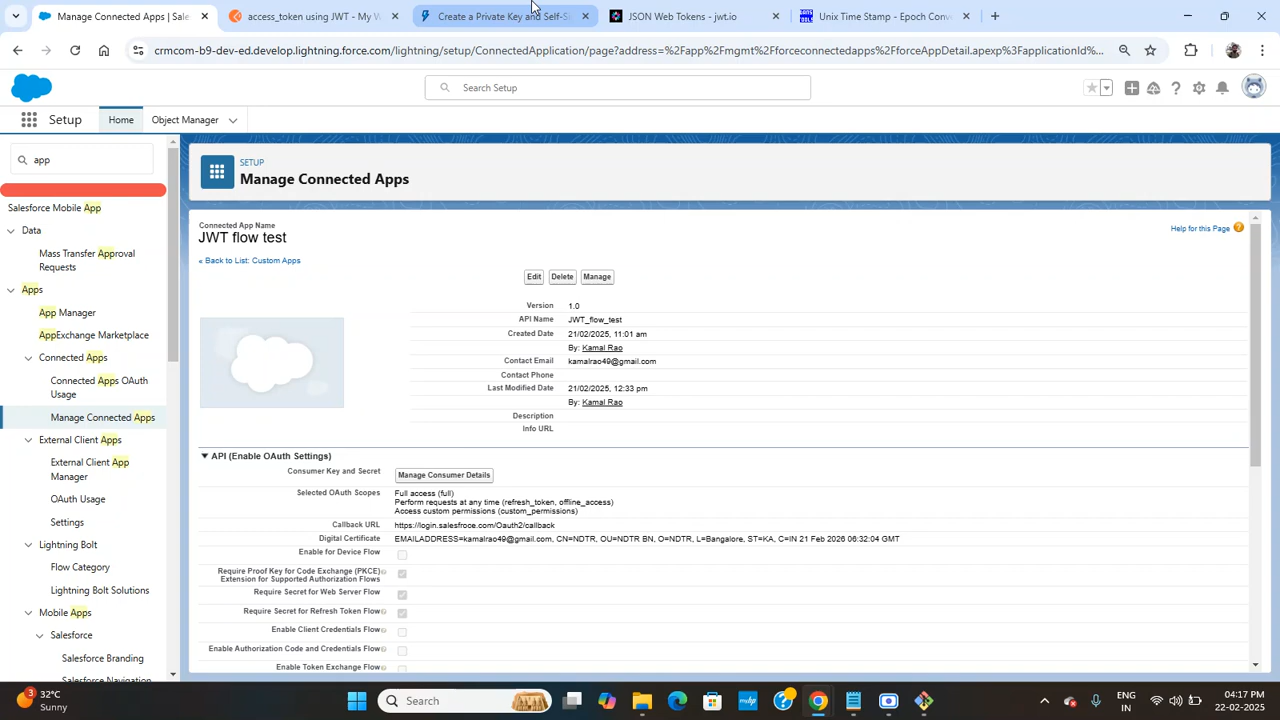 Manage Connected Apps | Sales
access_token using JWT - My W
Create a Private Key and Self-S
JSON Web Tokens - jwt.io
Unix Time Stamp - Epoch Conv
crmcom-b9-dev-ed.develop.lightning.force.com/lightning/setup/ConnectedApplication/page?address=%2Fapp%2Fmgmt%2Fforceconnectedapps%2FforceAppDetail.apexp%3FapplicationId%...
Search Setup
Setup
Home
Object Manager
app
SETUP
Manage Connected Apps
Salesforce Mobile App
Data
Mass Transfer Approval
Requests
Apps
App Manager
AppExchange Marketplace
Connected Apps
Connected Apps OAuth
Usage
Manage Connected Apps
External Client Apps
External Client App
Manager
OAuth Usage
Settings
Lightning Bolt
Flow Category
Lightning Bolt Solutions
Mobile Apps
Salesforce
Salesforce Branding
Salesforce Navigation
Connected App Name
JWT flow test
« Back to List: Custom Apps
Help for this Page
Edit
Delete
Manage
Version 1.0
API Name JWT_flow_test
Created Date 21/02/2025, 11:01 am
By: Kamal Rao
Contact Email kamalrao49@gmail.com
Contact Phone
Last Modified Date 21/02/2025, 12:33 pm
By: Kamal Rao
Description
Info URL
API (Enable OAuth Settings)
Consumer Key and Secret Manage Consumer Details
Selected OAuth Scopes Full access (full)
Perform requests at any time (refresh_token, offline_access)
Access custom permissions (custom_permissions)
Callback URL https://login.salesfroce.com/Oauth2/callback
Digital Certificate EMAILADDRESS=kamalrao49@gmail.com, CN=NDTR, OU=NDTR BN, O=NDTR, L=Bangalore, ST=KA, C=IN 21 Feb 2026 06:32:04 GMT
Enable for Device Flow
Require Proof Key for Code Exchange (PKCE)
Extension for Supported Authorization Flows
Require Secret for Web Server Flow
Require Secret for Refresh Token Flow
Enable Client Credentials Flow
Enable Authorization Code and Credentials Flow
Enable Token Exchange Flow
3
32°C
Sunny
Search
ENG
IN
04:17 PM
22-02-2025